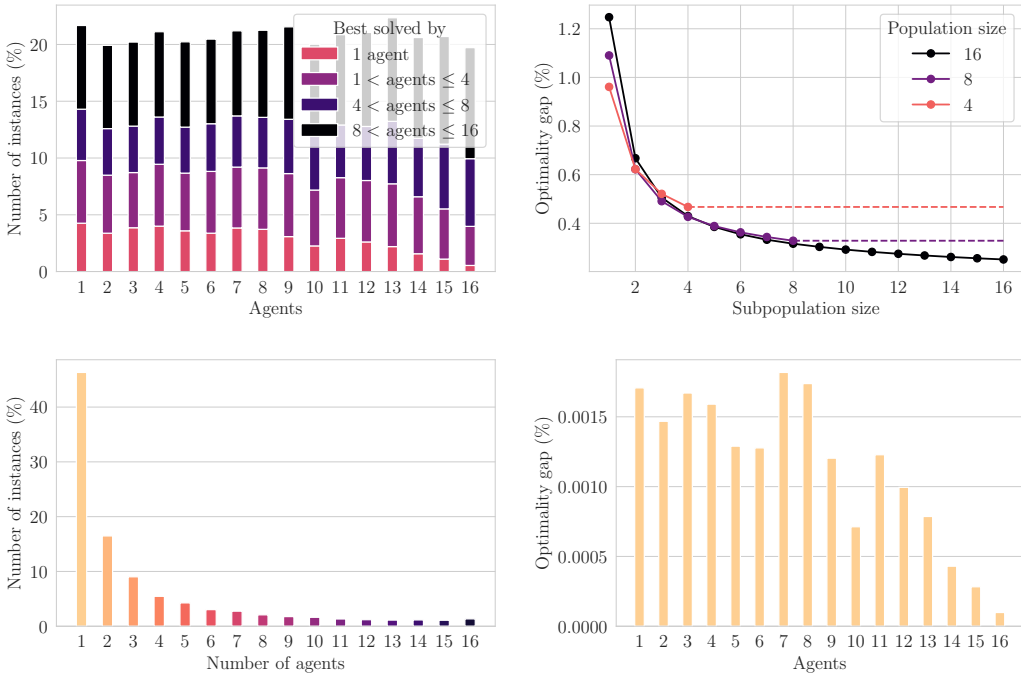 Number of instances (%)
20
15
10
5
0
Best solved by
1 agent
1 < agents ≤ 4
4 < agents ≤ 8
8 < agents ≤ 16
1 2 3 4 5 6 7 8 9 10 11 12 13 14 15 16
Agents
Optimality gap (%)
1.2
1.0
0.8
0.6
0.4
Population size
16
8
4
2 4 6 8 10 12 14 16
Subpopulation size
Number of instances (%)
40
30
20
10
0
1 2 3 4 5 6 7 8 9 10 11 12 13 14 15 16
Number of agents
Optimality gap (%)
0.0015
0.0010
0.0005
0.0000
1 2 3 4 5 6 7 8 9 10 11 12 13 14 15 16
Agents